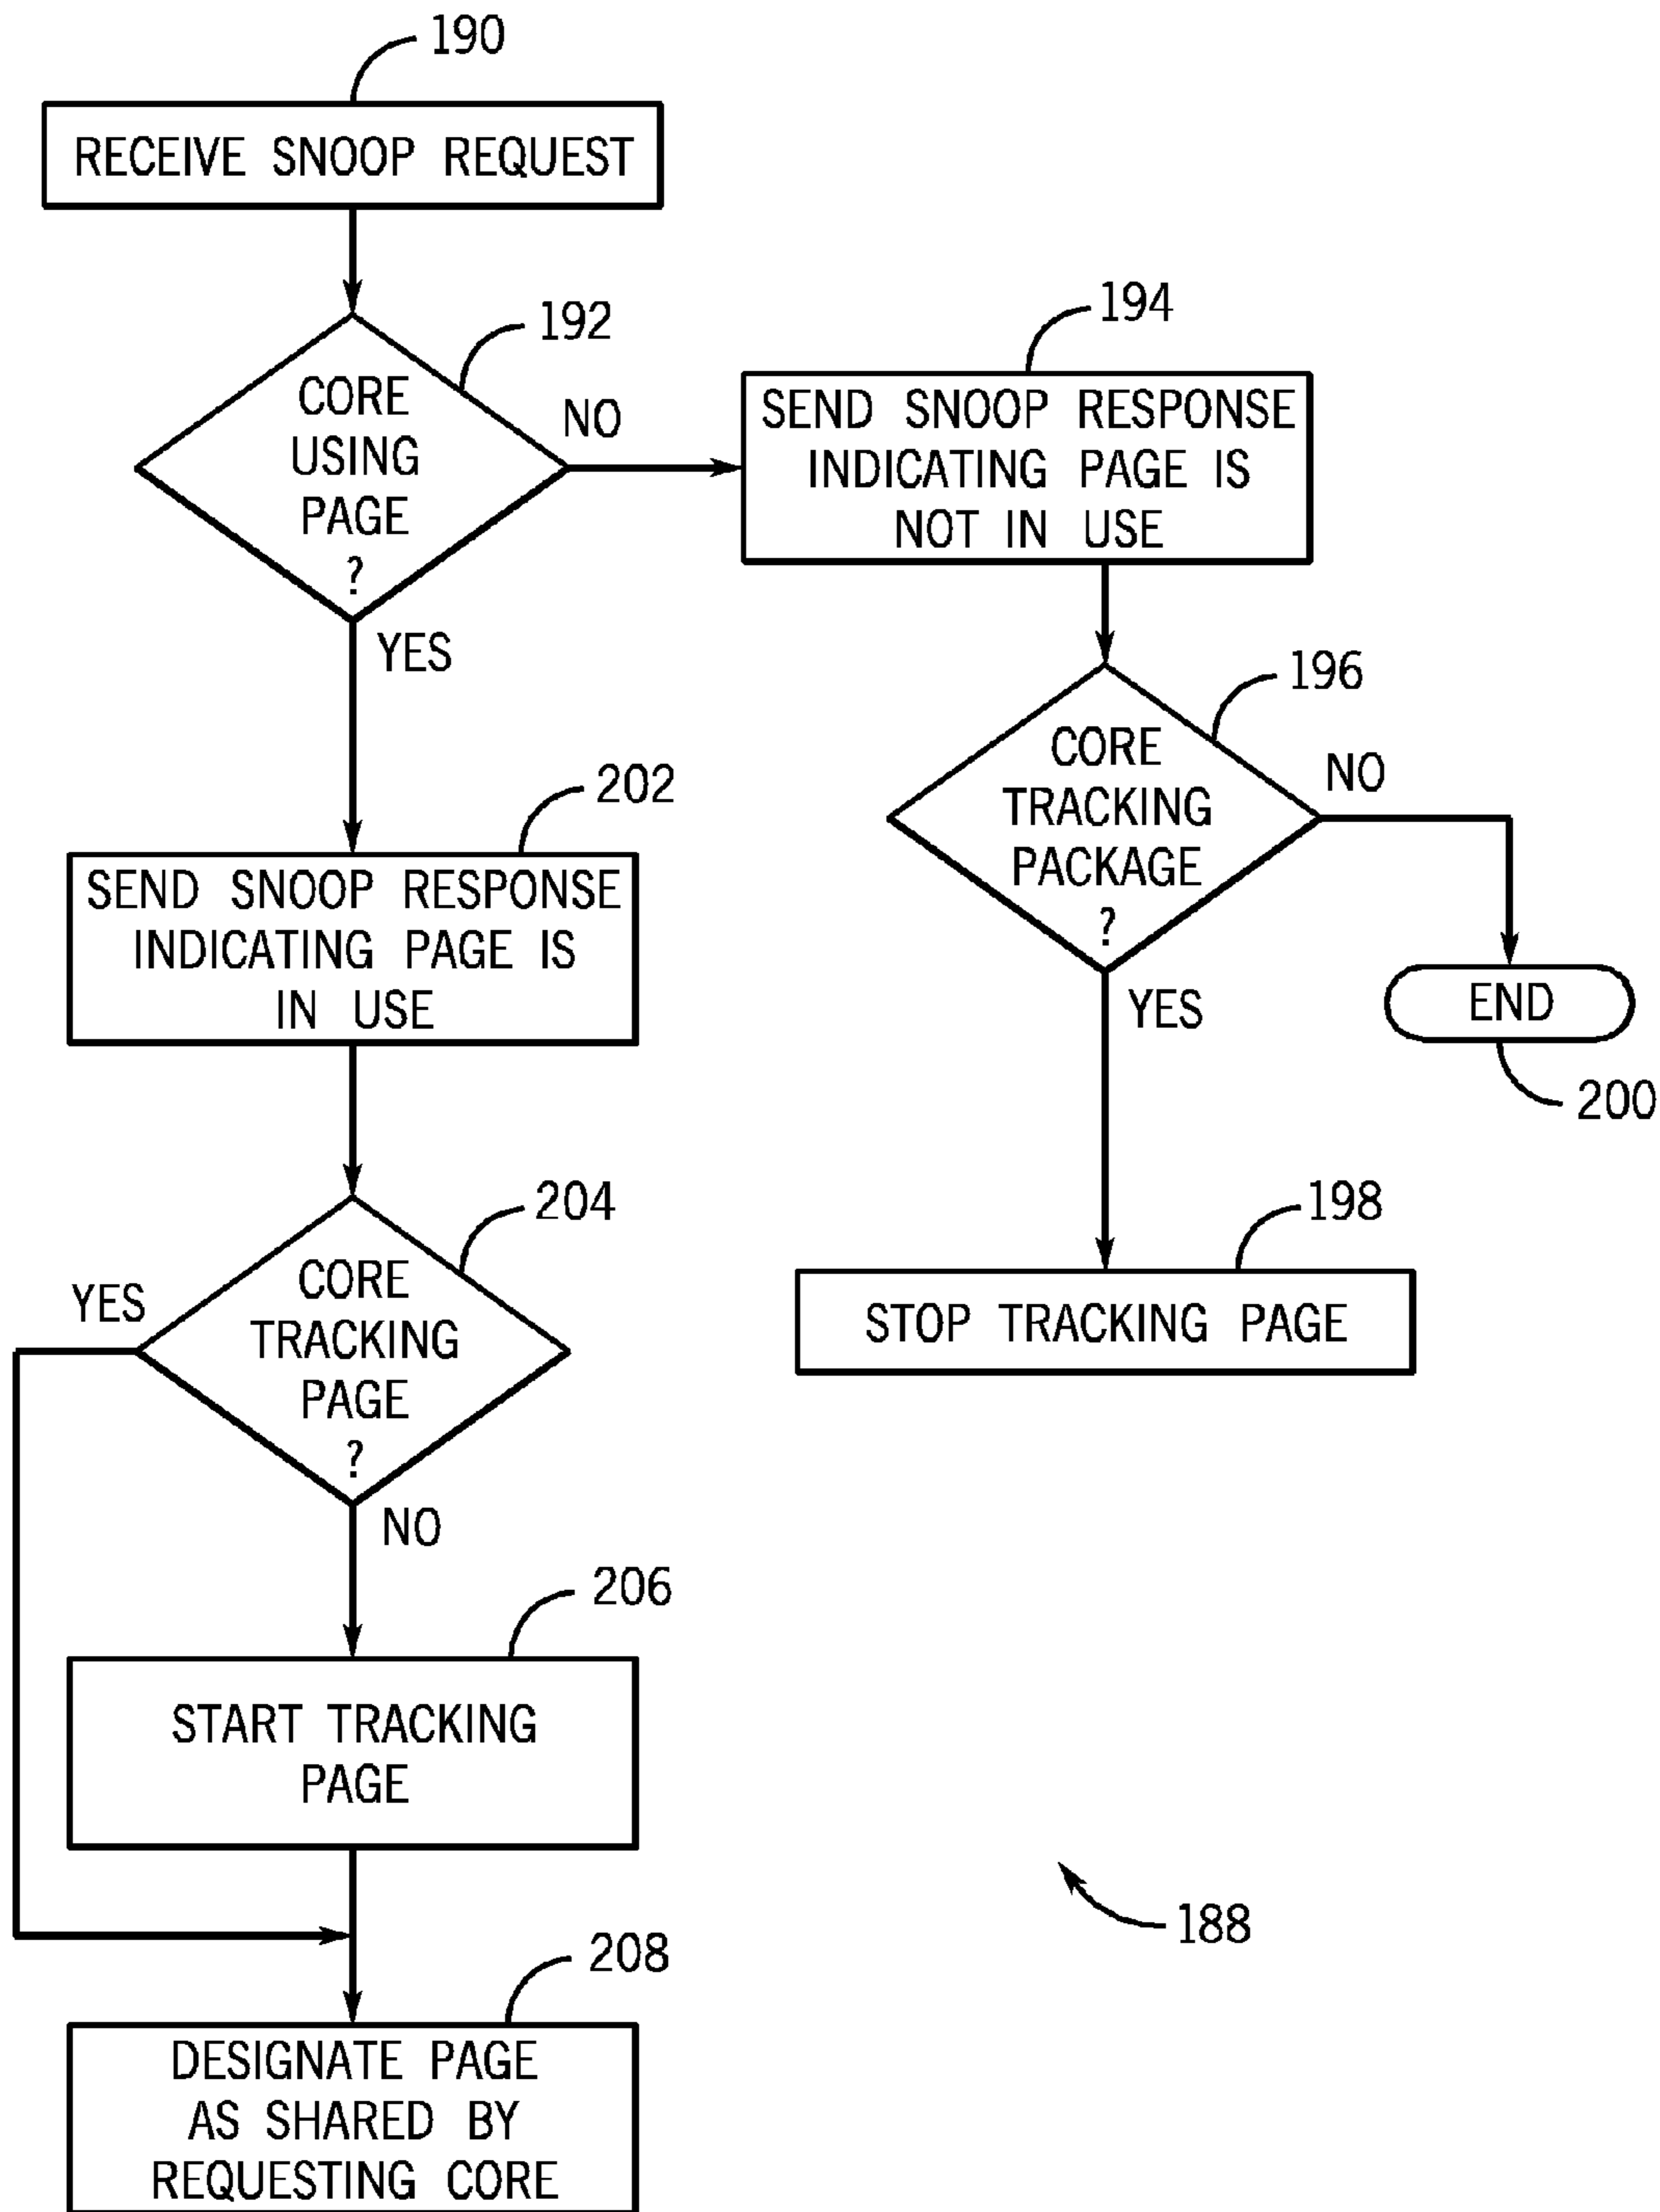 190
RECEIVE SNOOP REQUEST
192
CORE
USING
PAGE
?
NO
YES
194
SEND SNOOP RESPONSE
INDICATING PAGE IS
NOT IN USE
196
CORE
TRACKING
PACKAGE
?
NO
YES
END
200
198
STOP TRACKING PAGE
202
SEND SNOOP RESPONSE
INDICATING PAGE IS
IN USE
204
CORE
TRACKING
PAGE
?
YES
NO
206
START TRACKING
PAGE
208
DESIGNATE PAGE
AS SHARED BY
REQUESTING CORE
188